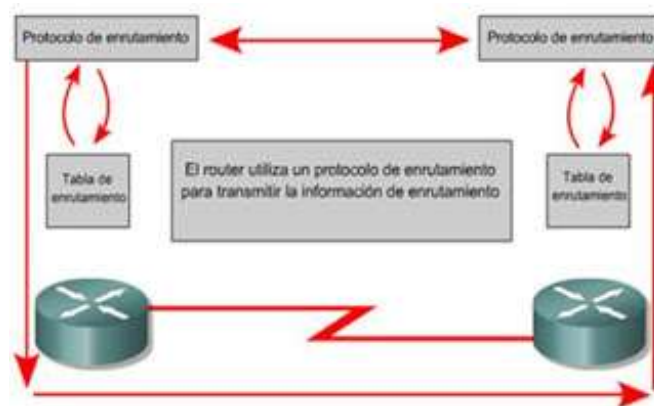 Protocolo de enrutamiento
Protocolo de enrutamiento
Tabla de
enrutamiento
El router utiliza un protocolo de enrutamiento
para transmitir la información de enrutamiento
Tabla de
enrutamiento